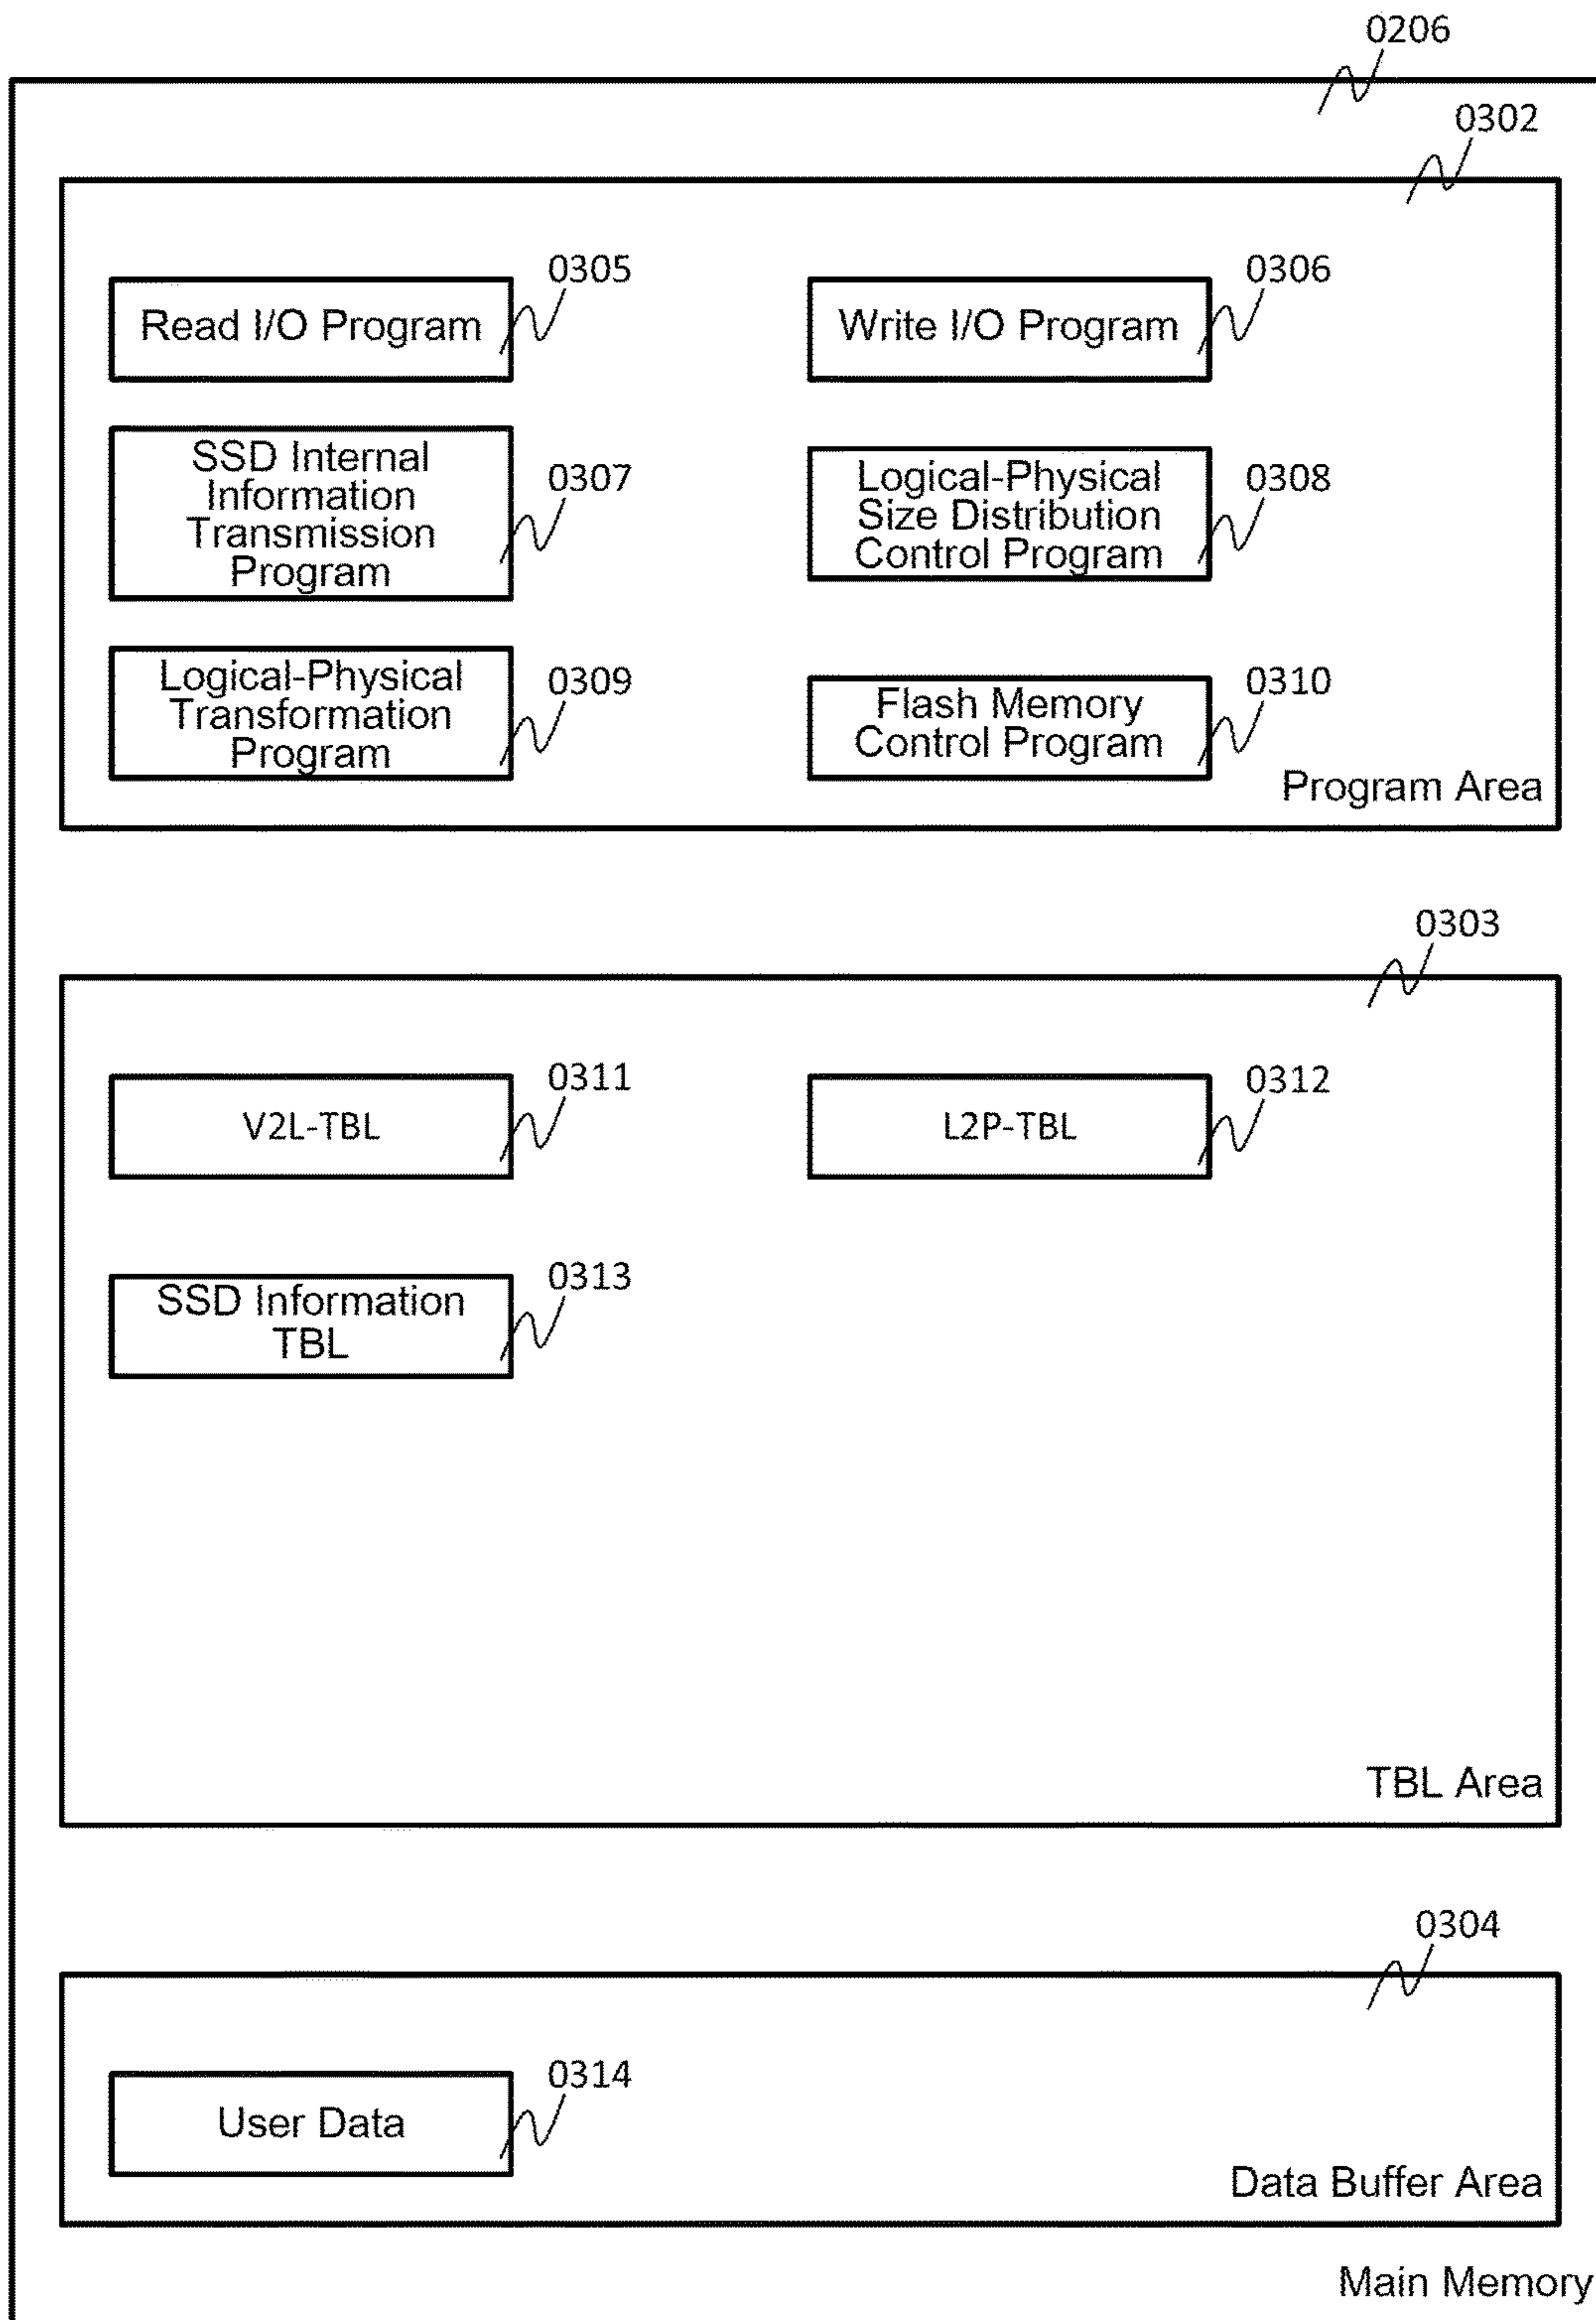 0206
0302
0305
Read I/O Program
0306
Write I/O Program
SSD Internal
Information
Transmission
Program
0307
Logical-Physical
Size Distribution
Control Program
0308
Logical-Physical
Transformation
Program
0309
Flash Memory
Control Program
0310
Program Area
0303
0311
V2L-TBL
0312
L2P-TBL
0313
SSD Information
TBL
TBL Area
0304
0314
User Data
Data Buffer Area
Main Memory